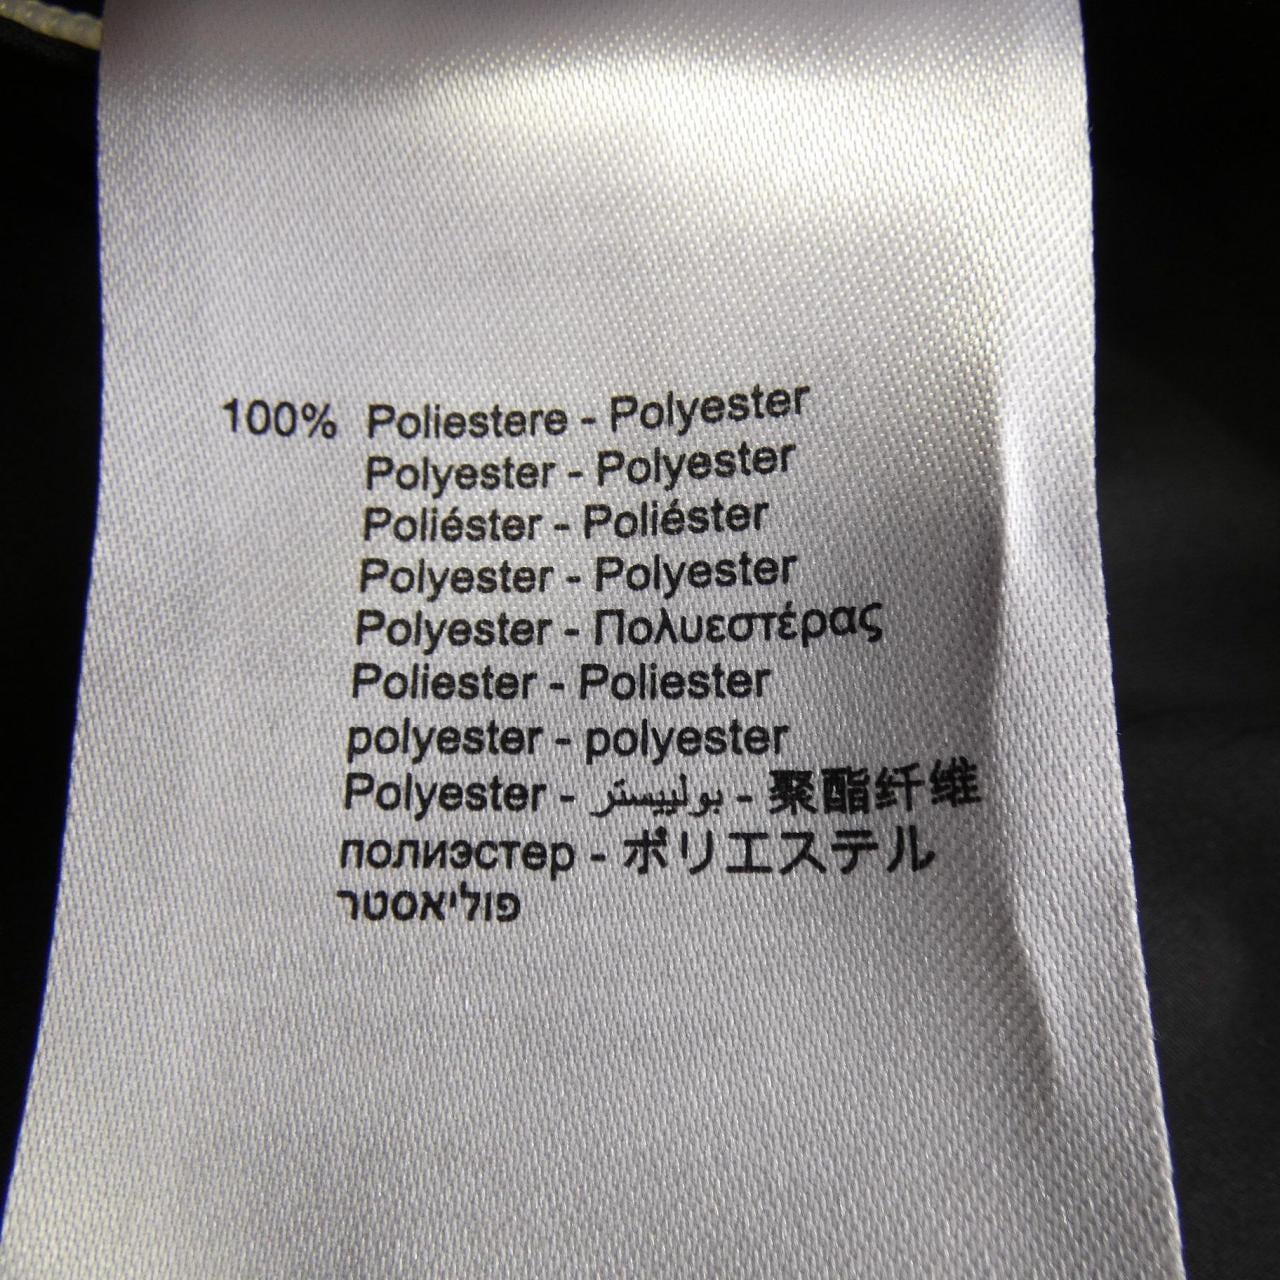 100% Poliestere - Polyester
Polyester - Polyester
Poliéster - Poliéster
Polyester - Polyester
Polyester - Πολυεστέρας
Poliester - Poliester
polyester - polyester
Polyester - بولييستر - 聚酯纤维
полиэстер - ポリエステル
פוליאסטר